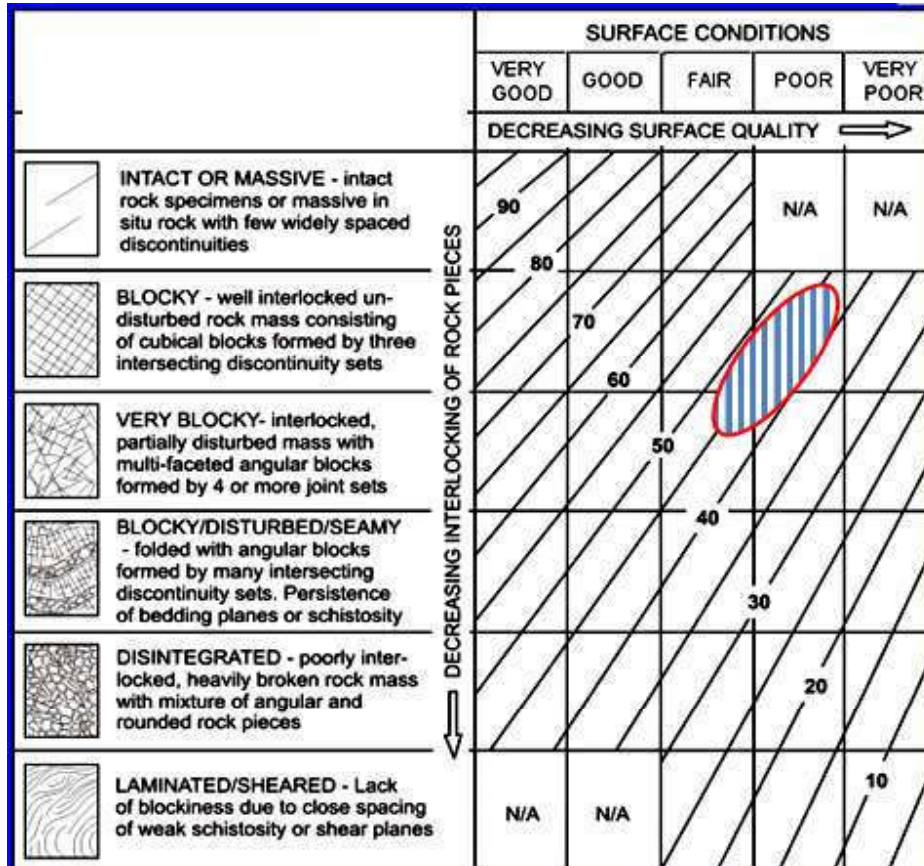 SURFACE CONDITIONS
VERY GOOD
GOOD
FAIR
POOR
VERY POOR
DECREASING SURFACE QUALITY
DECREASING INTERLOCKING OF ROCK PIECES
INTACT OR MASSIVE - intact
rock specimens or massive in
situ rock with few widely spaced
discontinuities
90
80
N/A
N/A
BLOCKY - well interlocked un-
disturbed rock mass consisting
of cubical blocks formed by three
intersecting discontinuity sets
70
60
VERY BLOCKY- interlocked,
partially disturbed mass with
multi-faceted angular blocks
formed by 4 or more joint sets
50
40
BLOCKY/DISTURBED/SEAMY
- folded with angular blocks
formed by many intersecting
discontinuity sets. Persistence
of bedding planes or schistosity
30
DISINTEGRATED - poorly inter-
locked, heavily broken rock mass
with mixture of angular and
rounded rock pieces
20
LAMINATED/SHEARED - Lack
of blockiness due to close spacing
of weak schistosity or shear planes
N/A
N/A
10